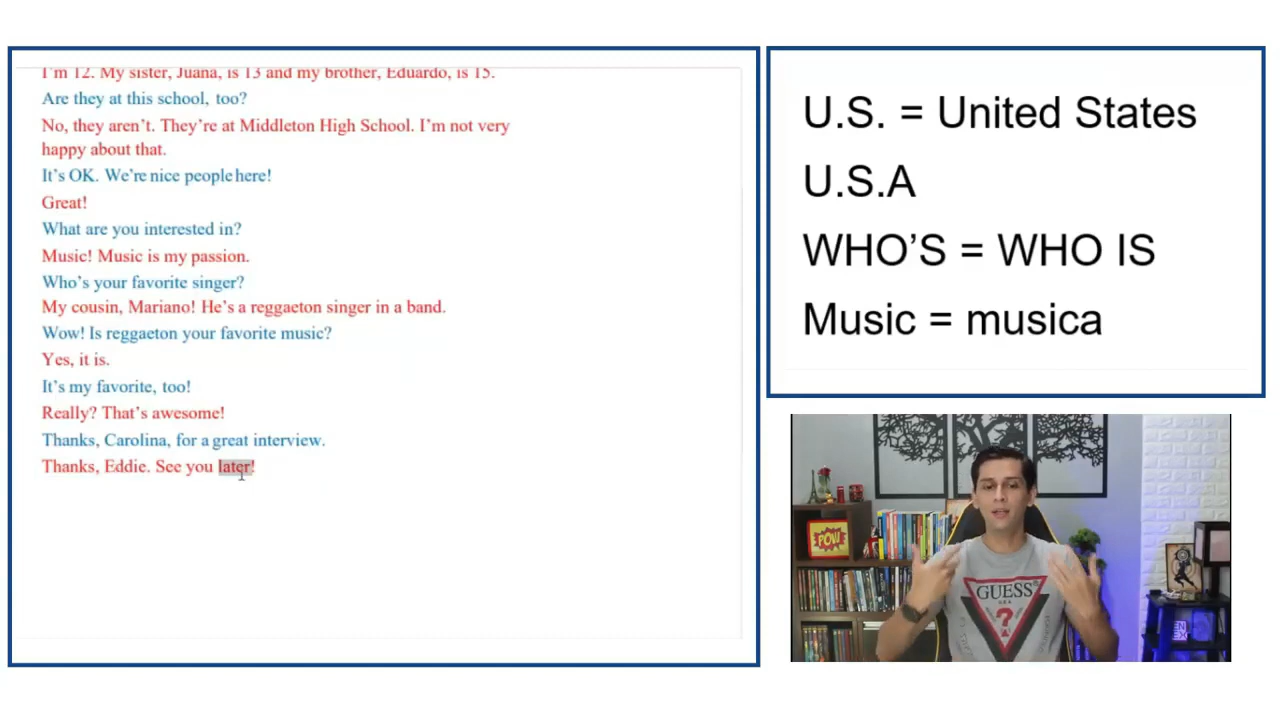 I'm 12. My sister, Juana, is 13 and my brother, Eduardo, is 15.
Are they at this school, too?
No, they aren't. They're at Middleton High School. I'm not very
happy about that.
It's OK. We're nice people here!
Great!
What are you interested in?
Music! Music is my passion.
Who's your favorite singer?
My cousin, Mariano! He's a reggaeton singer in a band.
Wow! Is reggaeton your favorite music?
Yes, it is.
It's my favorite, too!
Really? That's awesome!
Thanks, Carolina, for a great interview.
Thanks, Eddie. See you later!
U.S. = United States
U.S.A
WHO'S = WHO IS
Music = musica
POW
GUESS
?